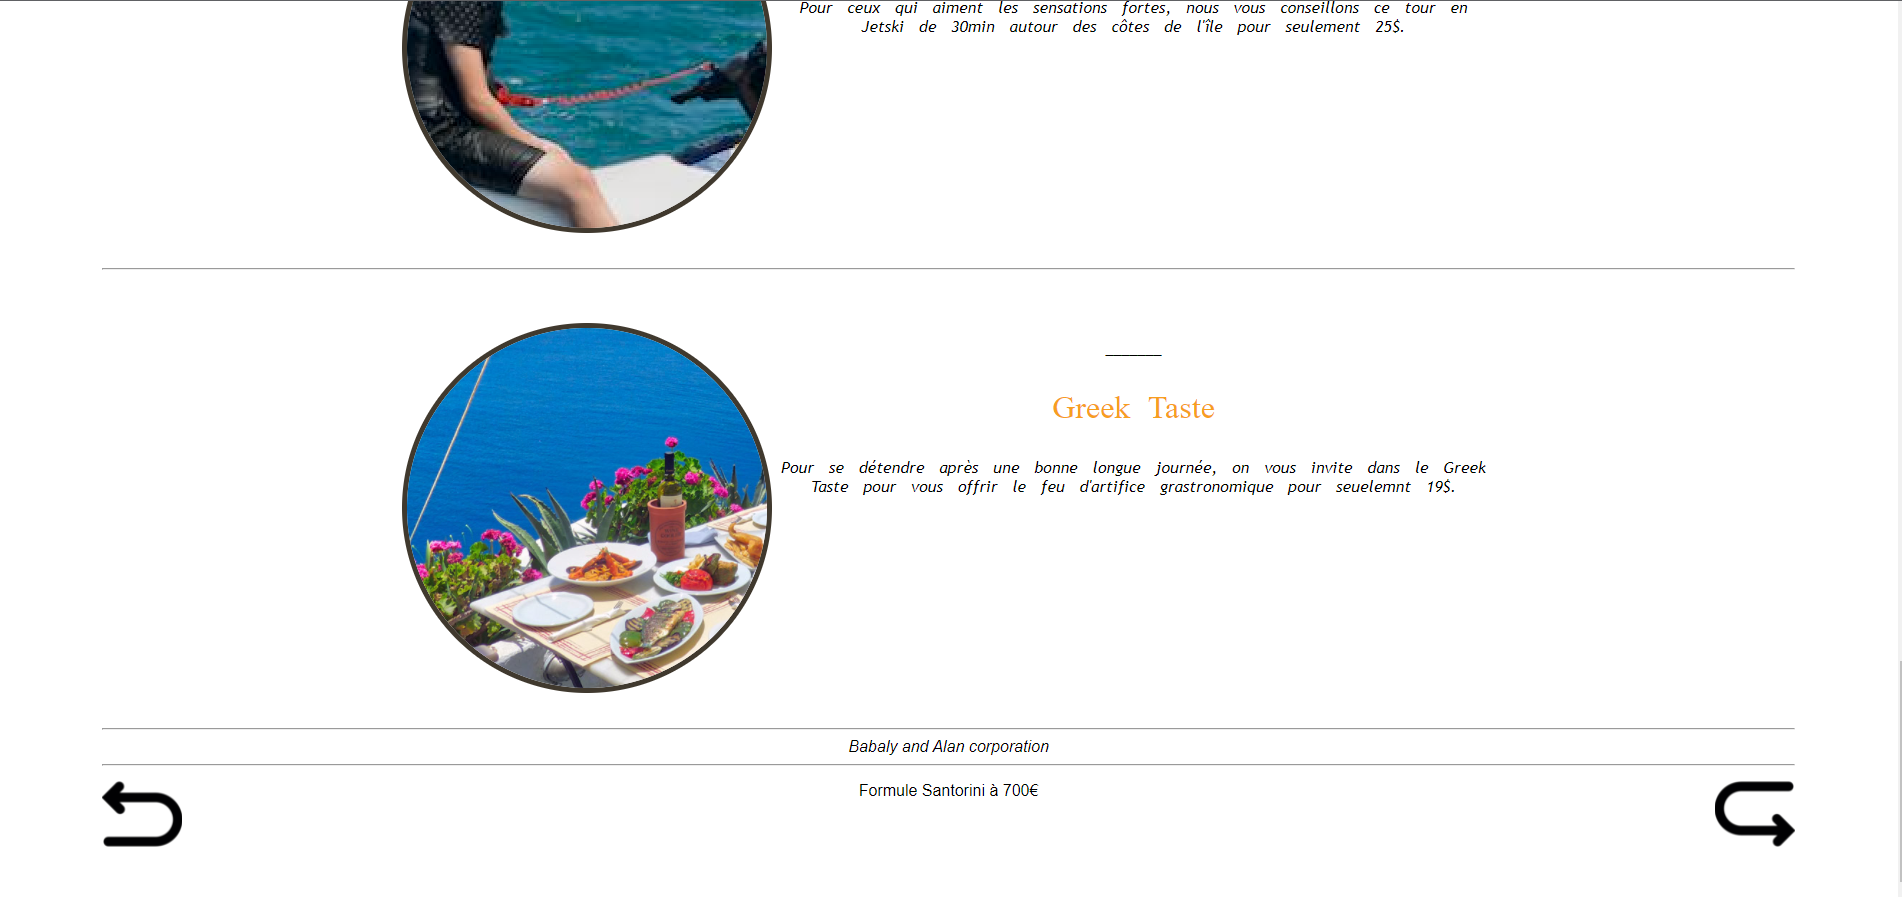 Pour ceux qui aiment les sensations fortes, nous vous conseillons ce tour en
Jetski de 30min autour des côtes de l'île pour seulement 25$.
Greek Taste
Pour se détendre après une bonne longue journée, on vous invite dans le Greek
Taste pour vous offrir le feu d'artifice grastronomique pour seuelemnt 19$.
Babaly and Alan corporation
Formule Santorini à 700€